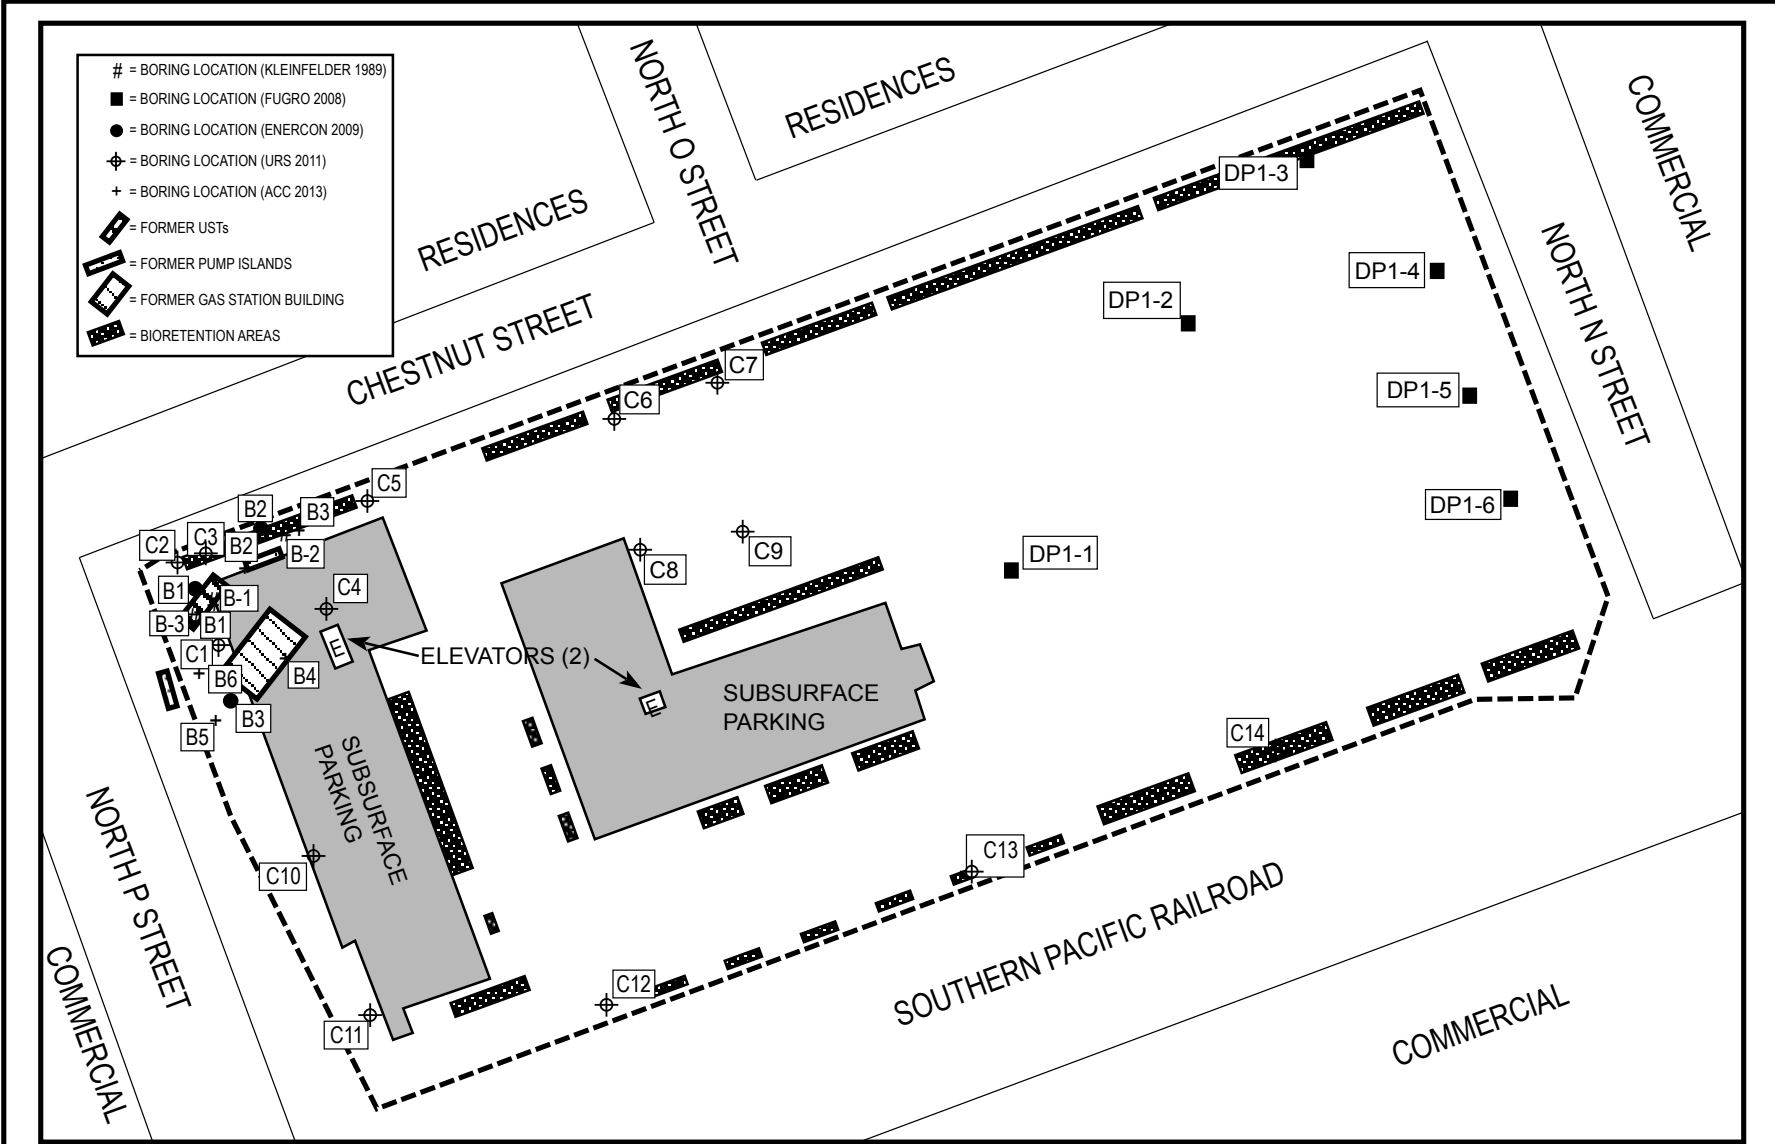 # = BORING LOCATION (KLEINFELDER 1989)
= BORING LOCATION (FUGRO 2008)
= BORING LOCATION (ENERCON 2009)
= BORING LOCATION (URS 2011)
+ = BORING LOCATION (ACC 2013)
= FORMER USTs
= FORMER PUMP ISLANDS
= FORMER GAS STATION BUILDING
= BIORETENTION AREAS
NORTH O STREET
RESIDENCES
RESIDENCES
COMMERCIAL
CHESTNUT STREET
NORTH N STREET
DP1-3
DP1-4
DP1-2
DP1-5
DP1-6
DP1-1
C7
C6
C5
B2
B3
C3
C2
B2
B-2
B1
B-1
C4
B-3
B1
C1
B6
B4
B3
B5
C8
C9
ELEVATORS (2)
E
E
SUBSURFACE
PARKING
SUBSURFACE
PARKING
C14
C13
C10
C12
C11
NORTH P STREET
COMMERCIAL
SOUTHERN PACIFIC RAILROAD
COMMERCIAL